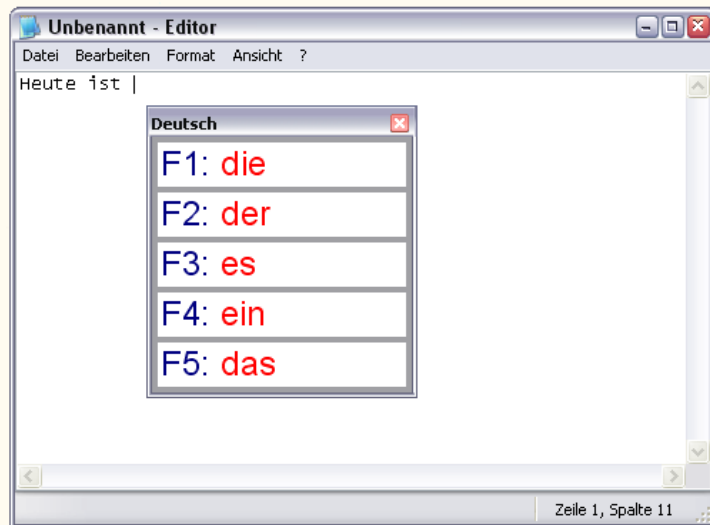 Unbenannt - Editor
Datei Bearbeiten Format Ansicht ?
Heute ist
Deutsch
F1: die
F2: der
F3: es
F4: ein
F5: das
Zeile 1, Spalte 11